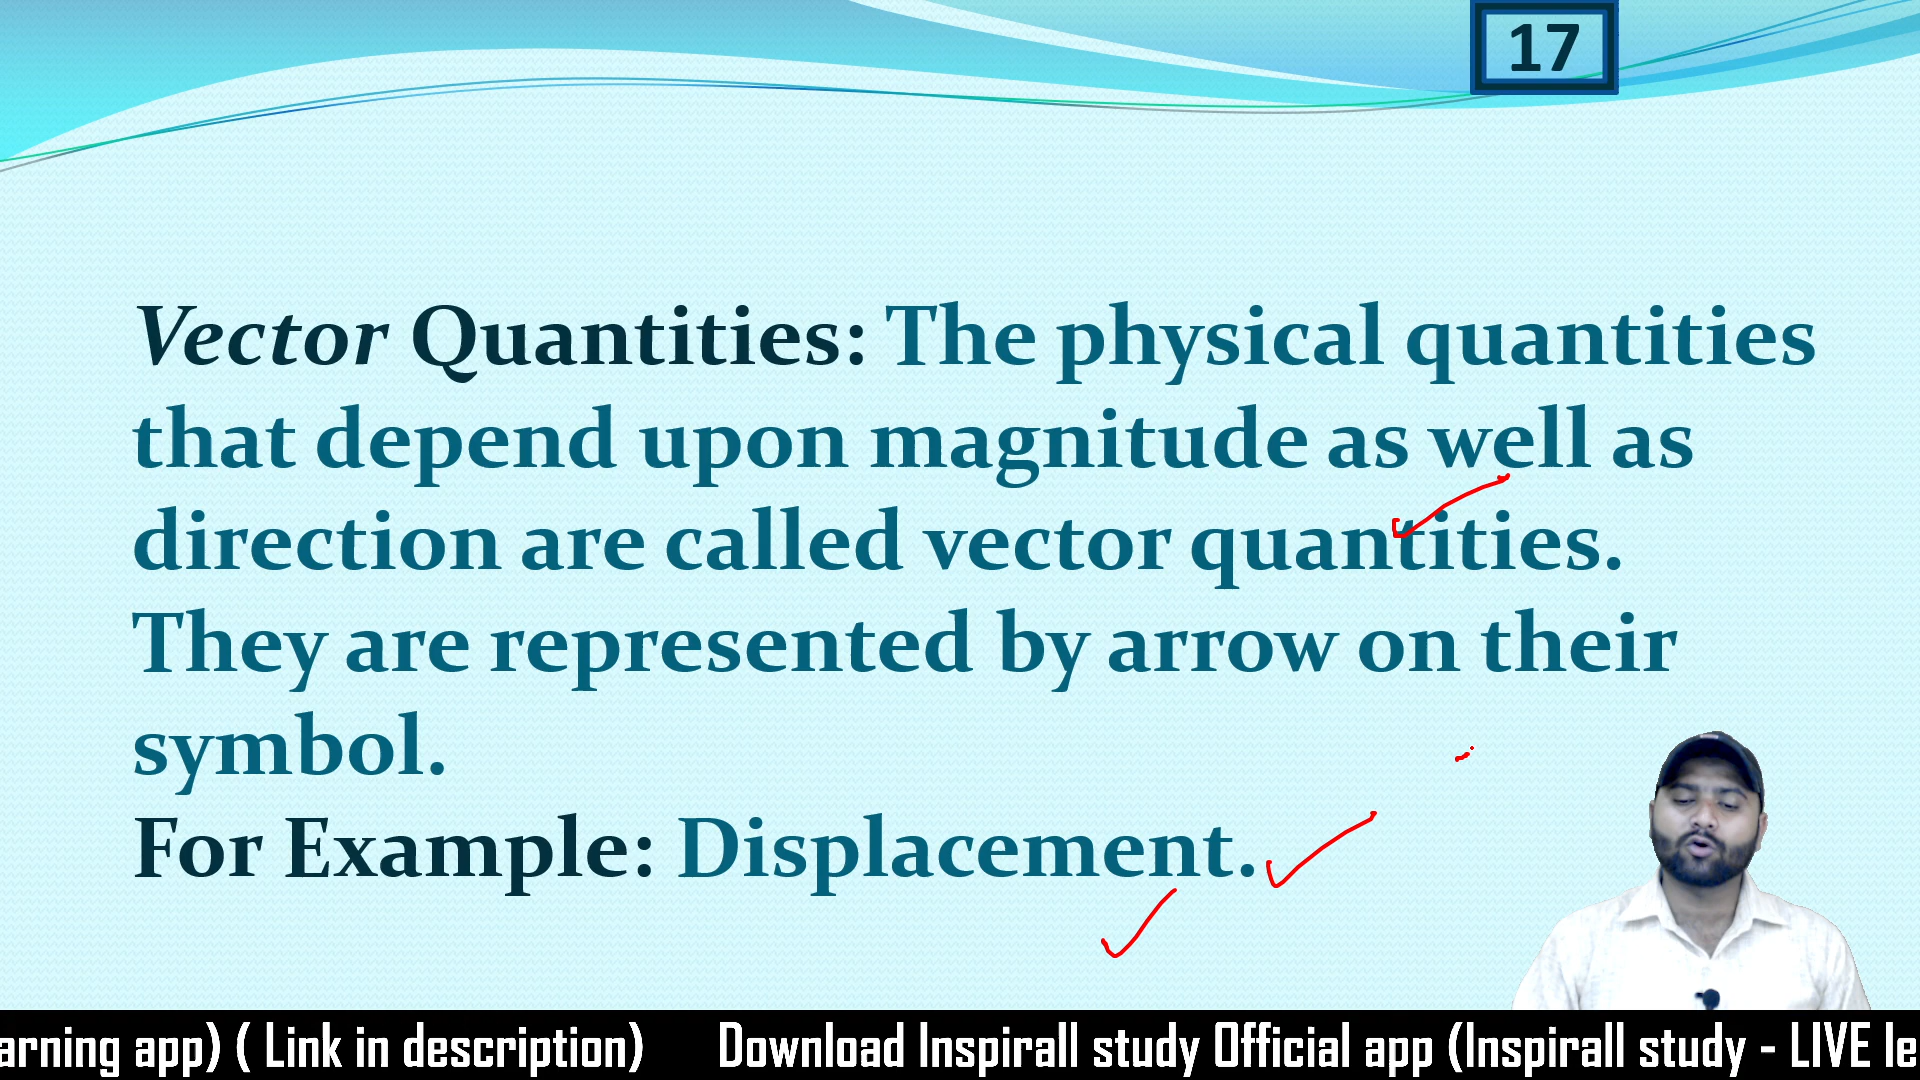 17
Vector Quantities: The physical quantities
that depend upon magnitude as well as
direction are called vector quantities.
They are represented by arrow on their
symbol.
For Example: Displacement.
arning app) ( Link in description) Download Inspirall study Official app (Inspirall study - LIVE le